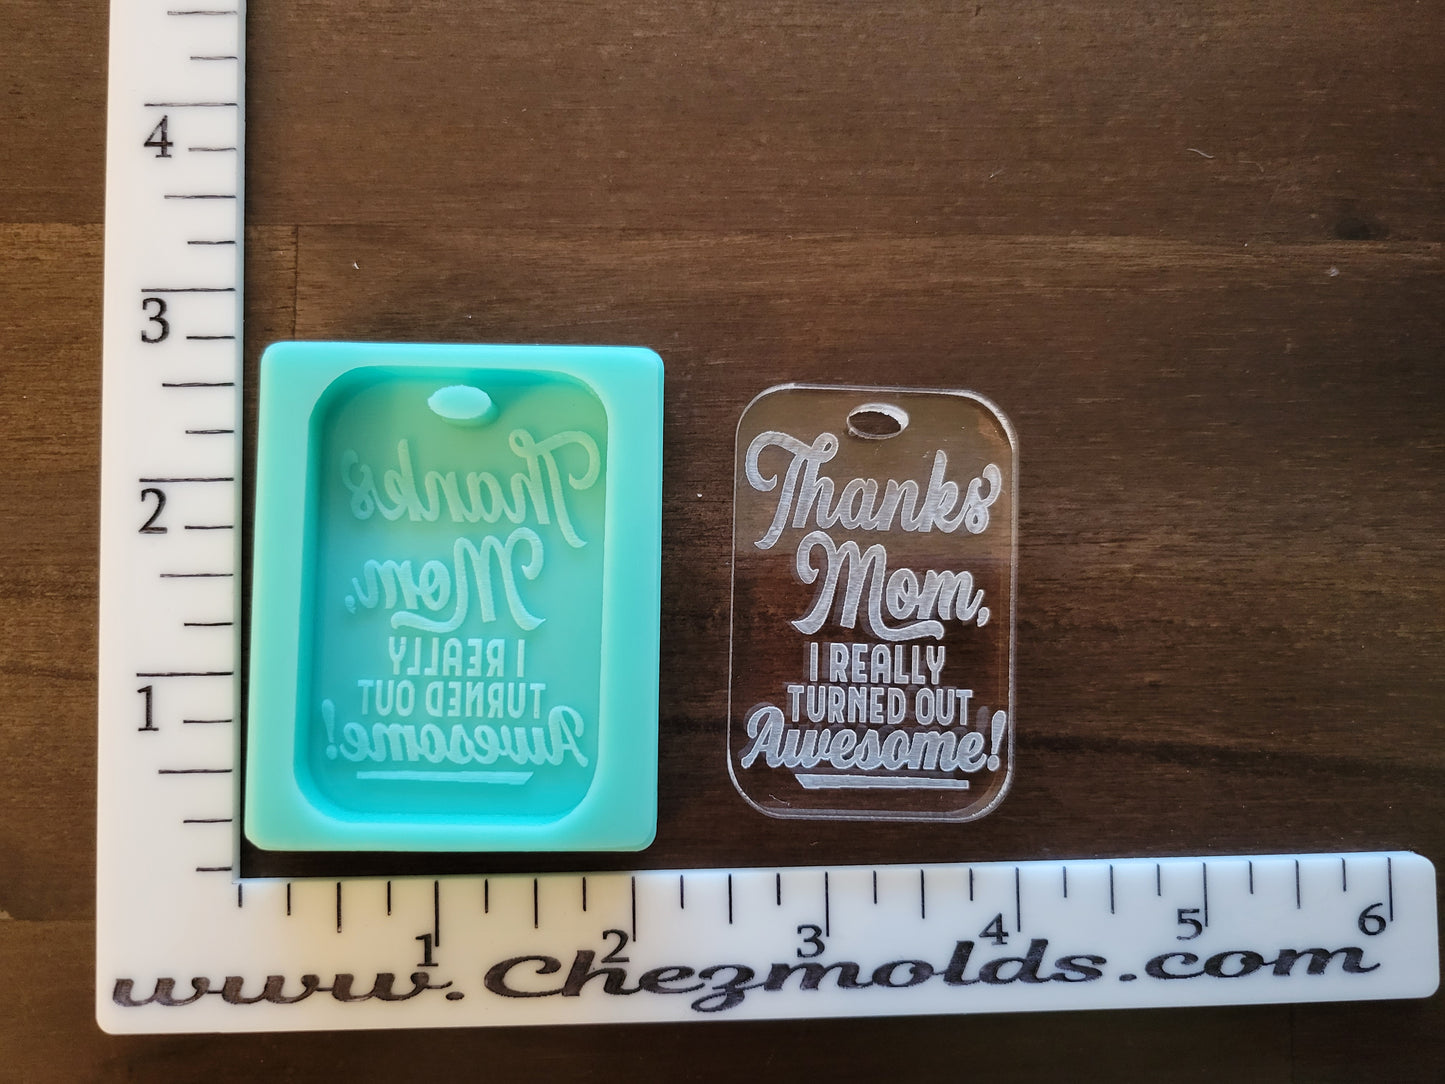 4
3
2
1
Thanks
Mom,
I REALLY
TURNED OUT
Awesome!
Thanks
Mom,
I REALLY
TURNED OUT
Awesome!
1 2 3 4 5 6
www.Chezmolds.com